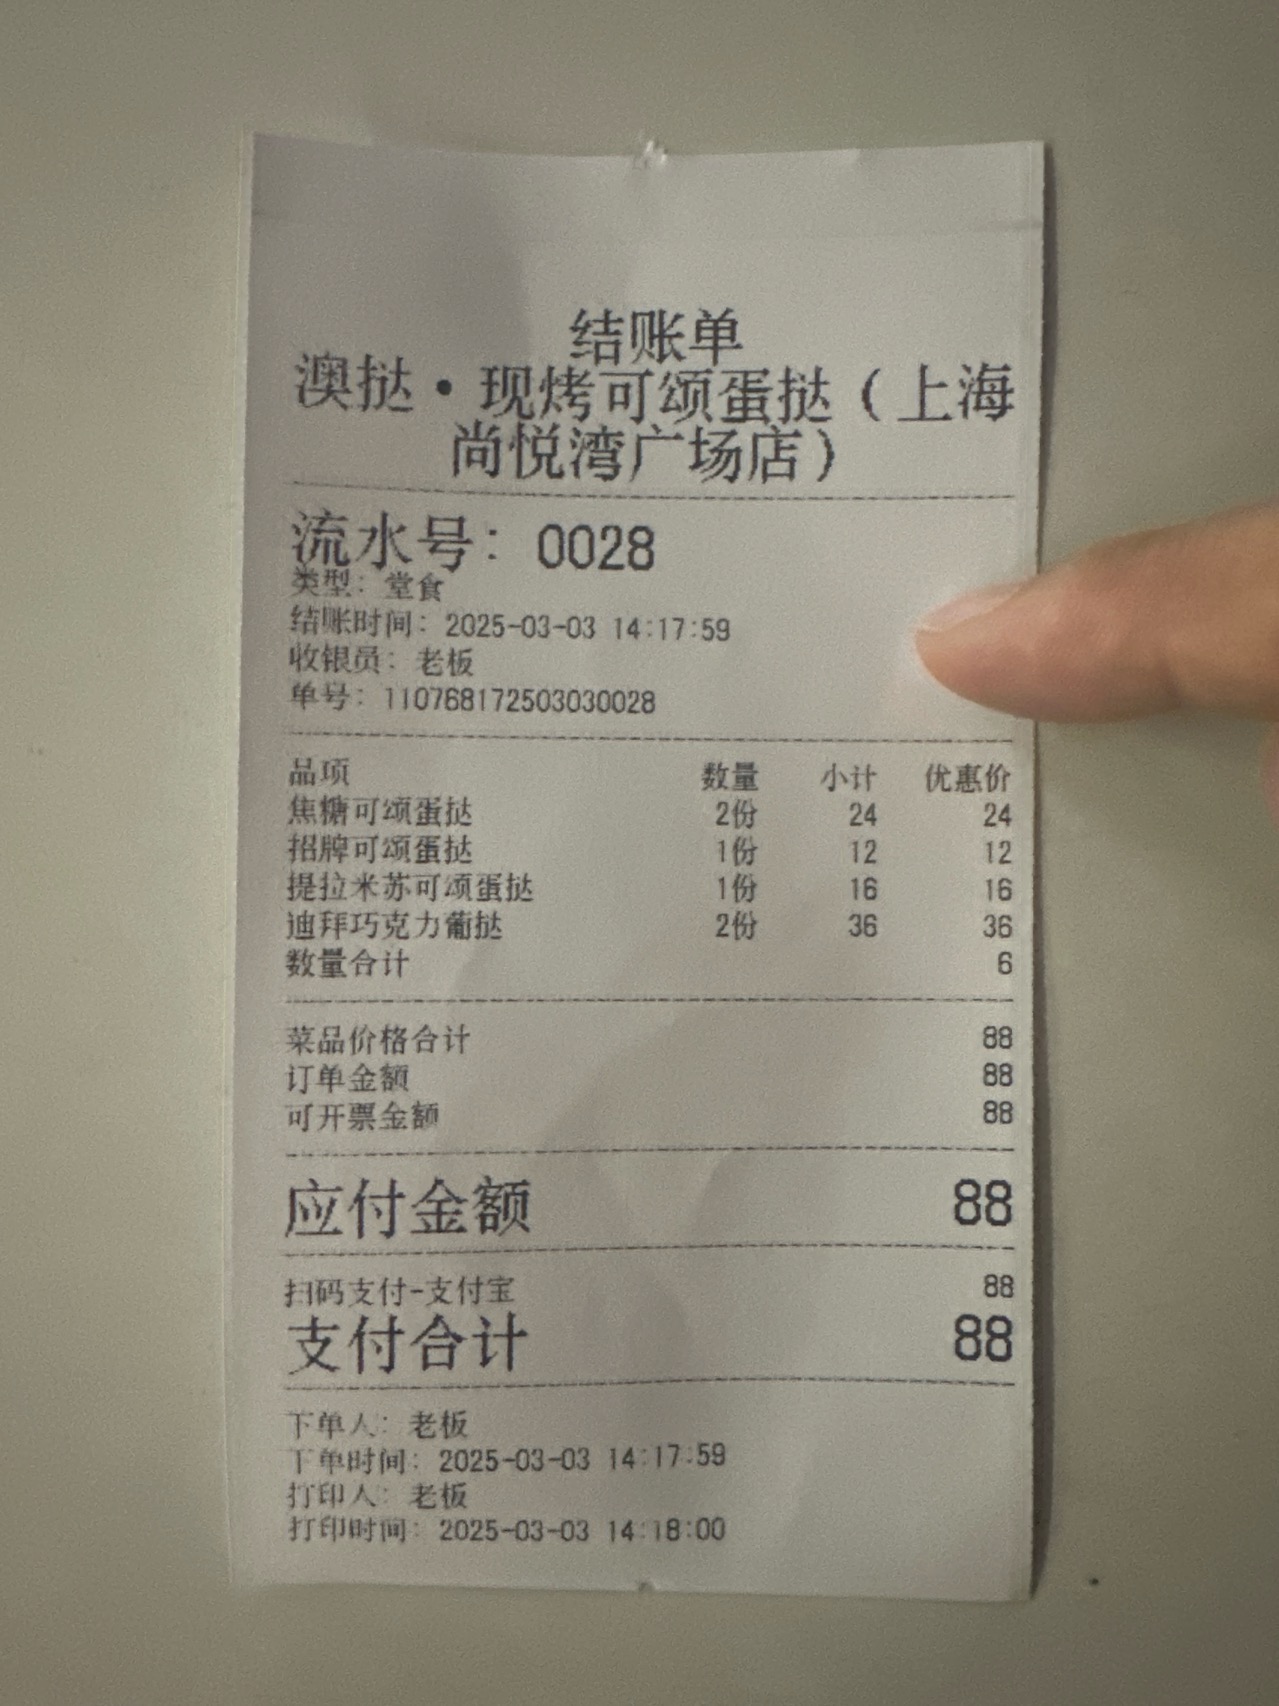 结账单
澳挞·现烤可颂蛋挞（上海
尚悦湾广场店）
流水号：0028
类型：堂食
结账时间：2025-03-03 14:17:59
收银员：老板
单号：110768172503030028
品项 数量 小计 优惠价
焦糖可颂蛋挞 2份 24 24
招牌可颂蛋挞 1份 12 12
提拉米苏可颂蛋挞 1份 16 16
迪拜巧克力葡挞 2份 36 36
数量合计 6
菜品价格合计 88
订单金额 88
可开票金额 88
应付金额 88
扫码支付-支付宝 88
支付合计 88
下单人：老板
下单时间：2025-03-03 14:17:59
打印人：老板
打印时间：2025-03-03 14:18:00